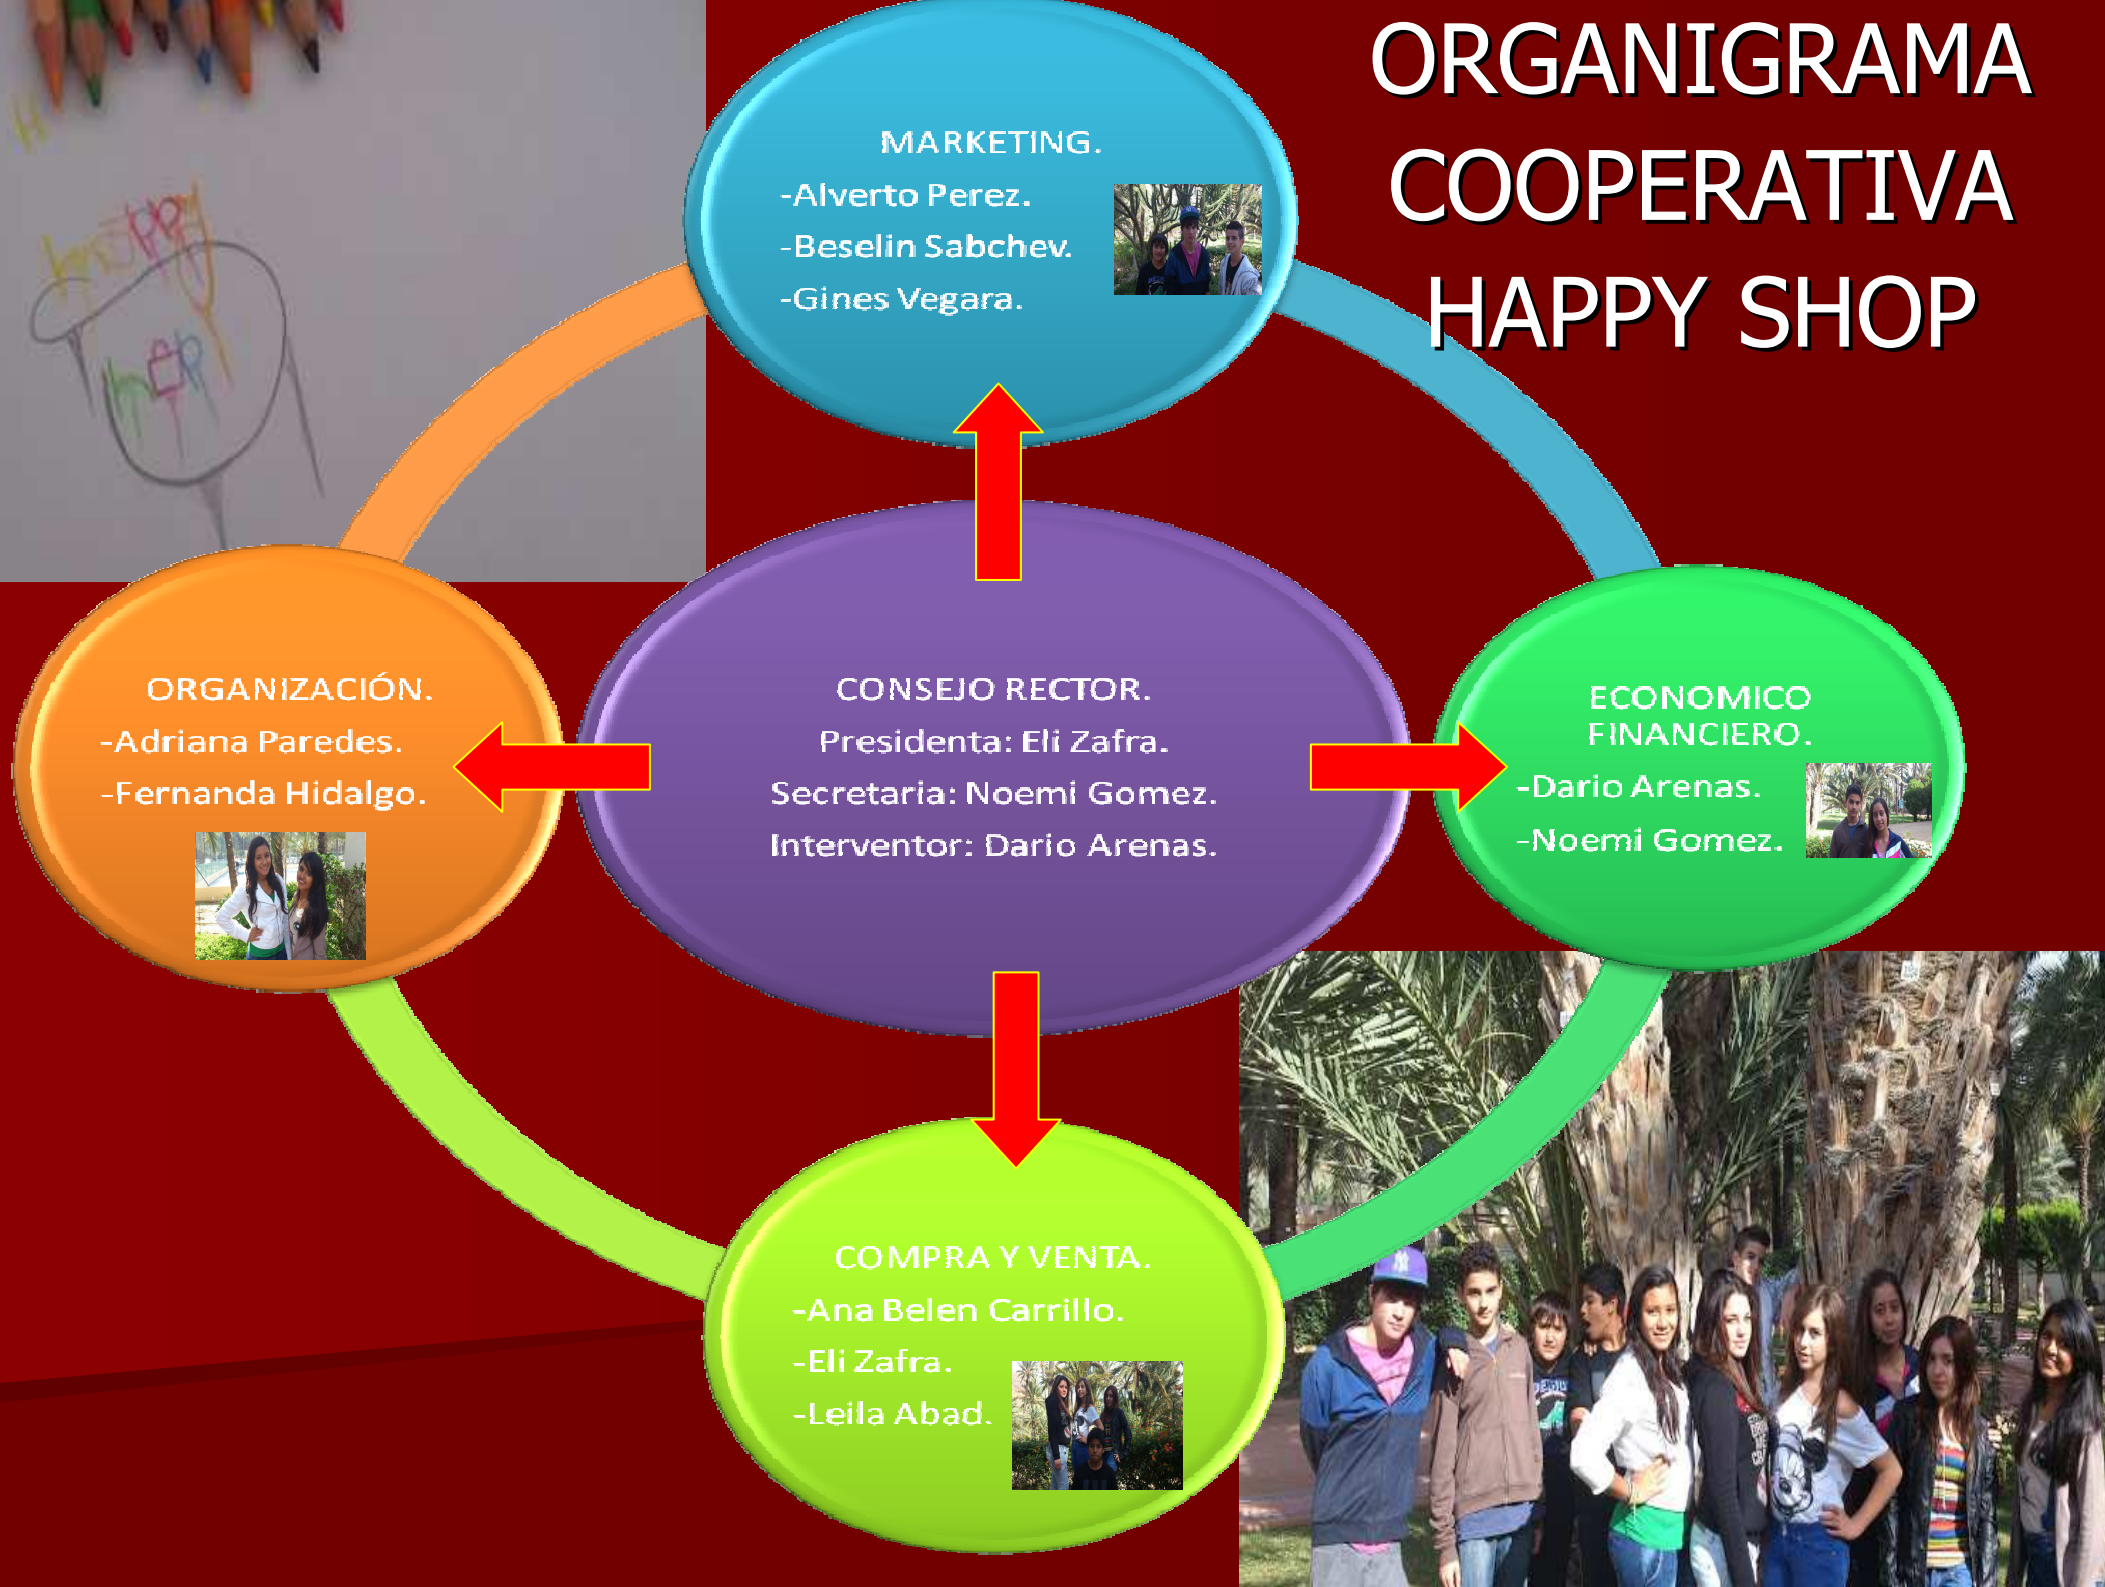 ORGANIGRAMA
COOPERATIVA
HAPPY SHOP
MARKETING.
-Alverto Perez.
-Beselin Sabchev.
-Gines Vegara.
ORGANIZACIÓN.
-Adriana Paredes.
-Fernanda Hidalgo.
CONSEJO RECTOR.
Presidenta: Eli Zafra.
Secretaria: Noemi Gomez.
Interventor: Dario Arenas.
ECONOMICO
FINANCIERO.
-Dario Arenas.
-Noemi Gomez.
COMPRA Y VENTA.
-Ana Belen Carrillo.
-Eli Zafra.
-Leila Abad.
happy